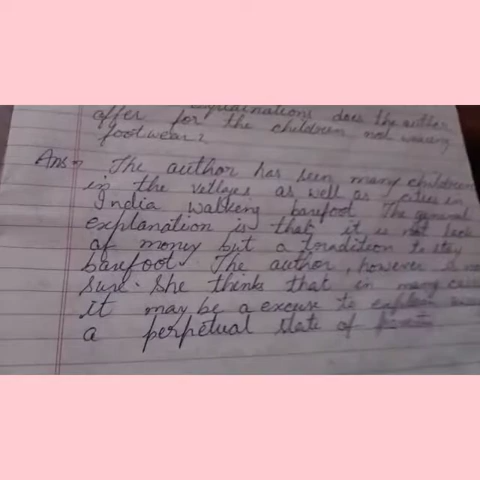 Explainations does the author
offer for the children not wearing
footwear?
Ans → The author has seen many children
in the villages as well as cities in
India walking barefoot. The general
explanation is that it is not lack
of money but a tradition to stay
barefoot. The author, however is not
sure. She thinks that in many cases
it may be a excuse to explain
a perpetual state of